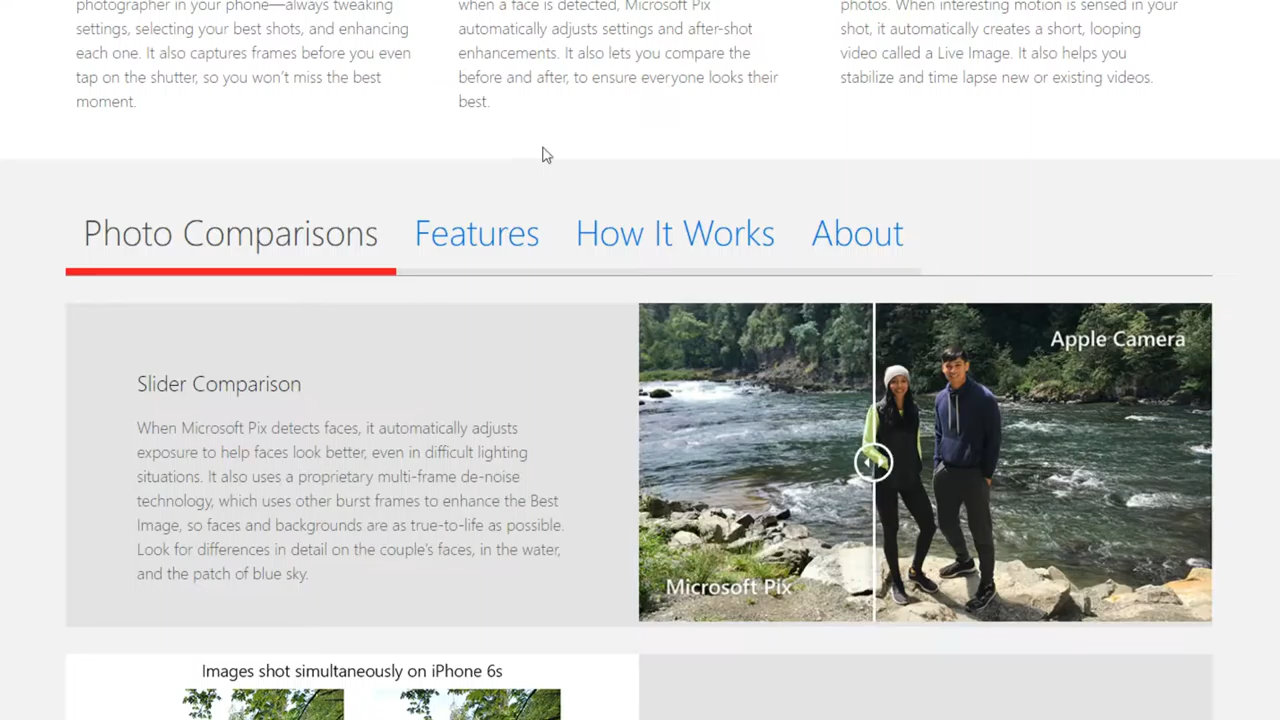 photographer in your phone—always tweaking
settings, selecting your best shots, and enhancing
each one. It also captures frames before you even
tap on the shutter, so you won't miss the best
moment.
when a face is detected, Microsoft Pix
automatically adjusts settings and after-shot
enhancements. It also lets you compare the
before and after, to ensure everyone looks their
best.
photos. When interesting motion is sensed in your
shot, it automatically creates a short, looping
video called a Live Image. It also helps you
stabilize and time lapse new or existing videos.
Photo Comparisons Features How It Works About
Slider Comparison
When Microsoft Pix detects faces, it automatically adjusts
exposure to help faces look better, even in difficult lighting
situations. It also uses a proprietary multi-frame de-noise
technology, which uses other burst frames to enhance the Best
Image, so faces and backgrounds are as true-to-life as possible.
Look for differences in detail on the couple's faces, in the water,
and the patch of blue sky.
Apple Camera
Microsoft Pix
Images shot simultaneously on iPhone 6s